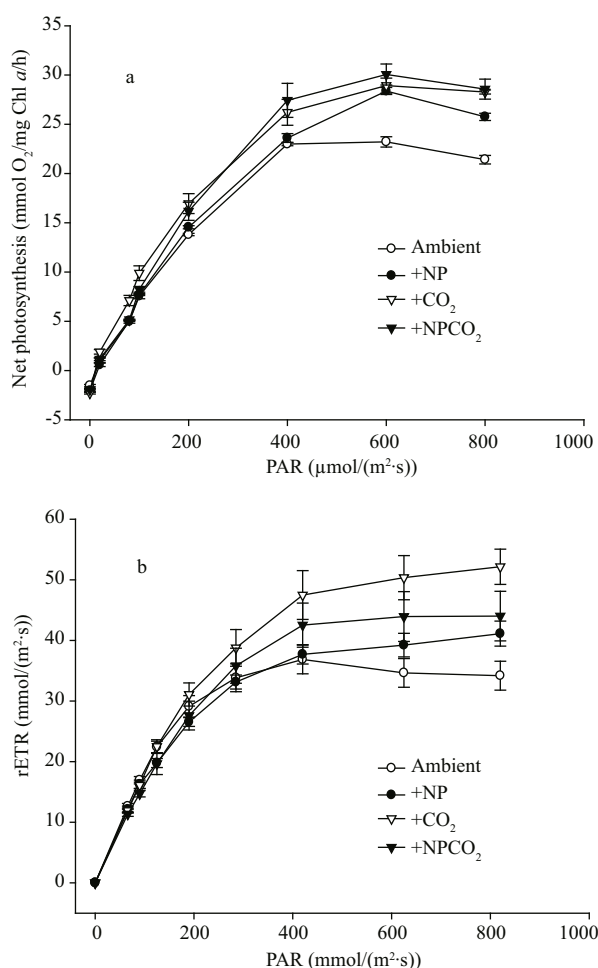 Net photosynthesis (mmol O₂/mg Chl a/h)
35
30
25
20
15
10
5
0
-5
a
Ambient
+NP
+CO₂
+NPCO₂
0 200 400 600 800 1000
PAR (μmol/(m²·s))
rETR (mmol/(m²·s))
60
50
40
30
20
10
0
b
Ambient
+NP
+CO₂
+NPCO₂
0 200 400 600 800 1000
PAR (mmol/(m²·s))